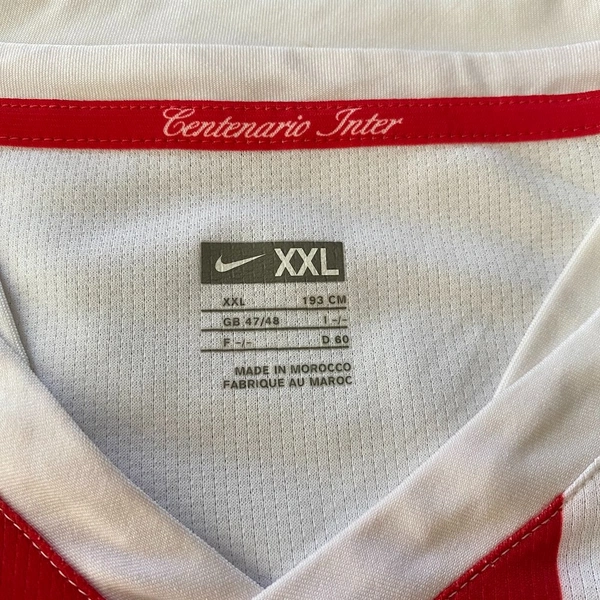 Centenario Inter
XXL
XXL 193 CM
GB 47/48 I -/-
F -/- D 60
MADE IN MOROCCO
FABRIQUE AU MAROC